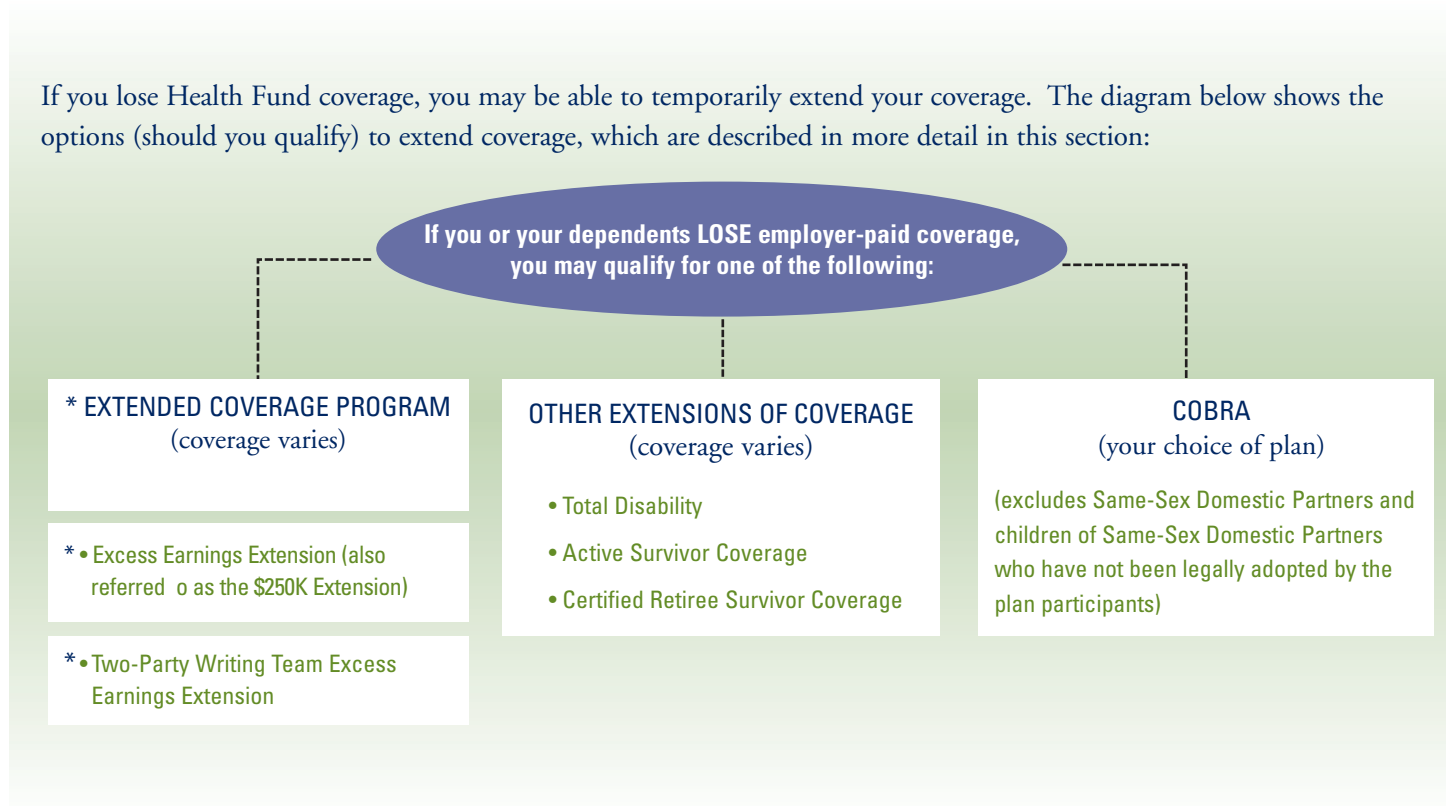 If you lose Health Fund coverage, you may be able to temporarily extend your coverage. The diagram below shows the
options (should you qualify) to extend coverage, which are described in more detail in this section:
If you or your dependents LOSE employer-paid coverage,
you may qualify for one of the following:
* EXTENDED COVERAGE PROGRAM
(coverage varies)
* • Excess Earnings Extension (also
referred o as the $250K Extension)
* • Two-Party Writing Team Excess
Earnings Extension
OTHER EXTENSIONS OF COVERAGE
(coverage varies)
• Total Disability
• Active Survivor Coverage
• Certified Retiree Survivor Coverage
COBRA
(your choice of plan)
(excludes Same-Sex Domestic Partners and
children of Same-Sex Domestic Partners
who have not been legally adopted by the
plan participants)